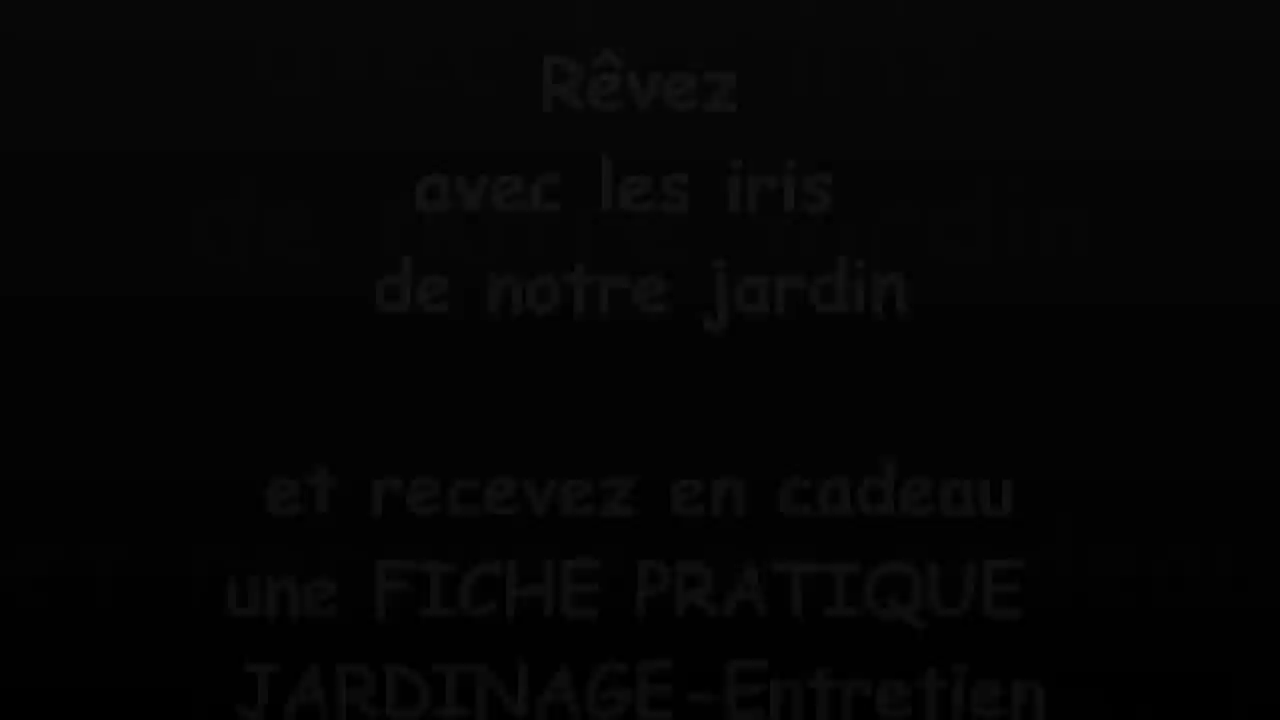 Rêvez
avec les iris
de notre jardin
et recevez en cadeau
une FICHE PRATIQUE
JARDINAGE-Entretien